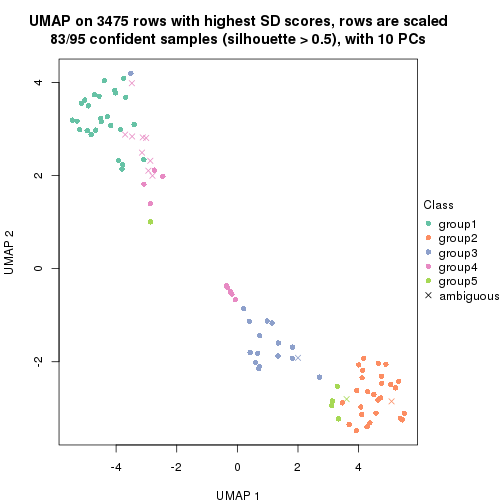 UMAP on 3475 rows with highest SD scores, rows are scaled
83/95 confident samples (silhouette > 0.5), with 10 PCs
4
2
0
-2
UMAP 2
-4
-2
0
2
4
UMAP 1
Class
group1
group2
group3
group4
group5
ambiguous